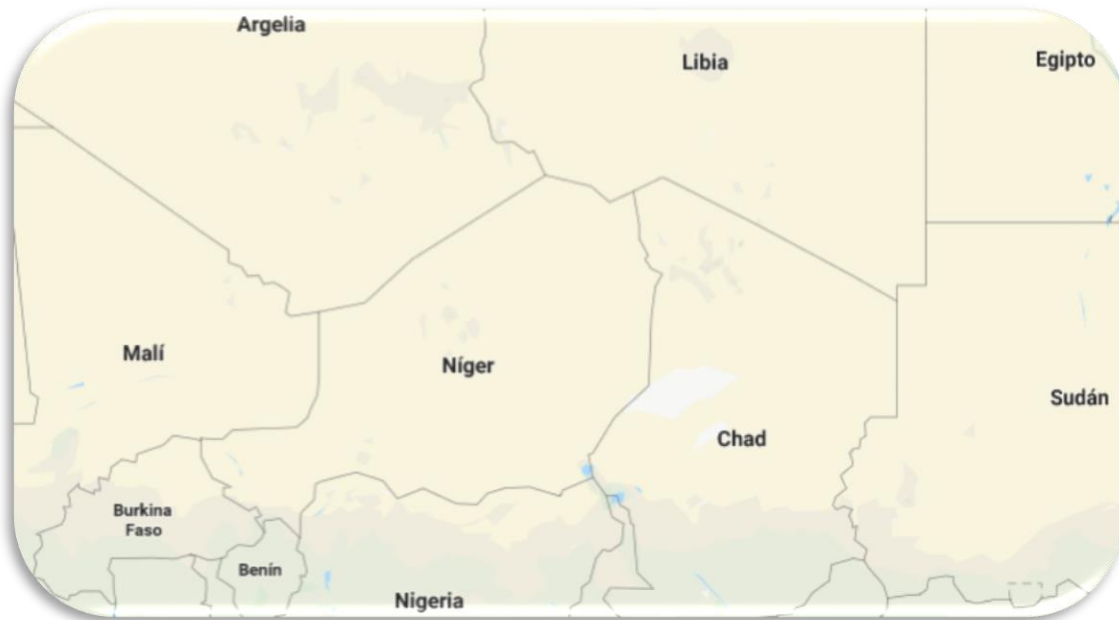 Argelia
Libia
Egipto
Malí
Níger
Sudán
Chad
Burkina
Faso
Benín
Nigeria